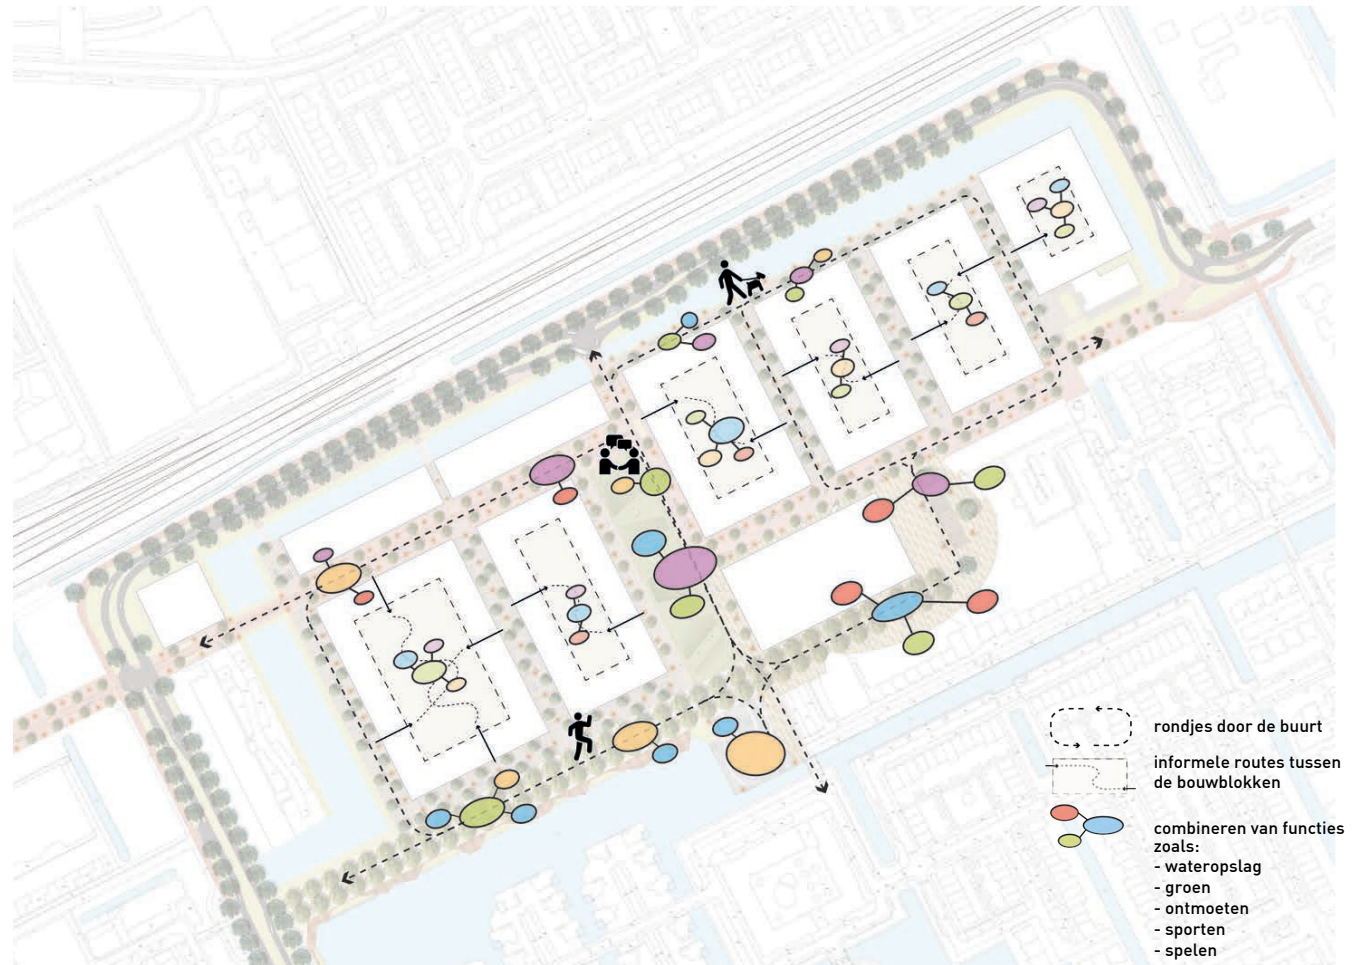 rondjes door de buurt
informele routes tussen
de bouwblokken
combineren van functies
zoals:
- wateropslag
- groen
- ontmoeten
- sporten
- spelen